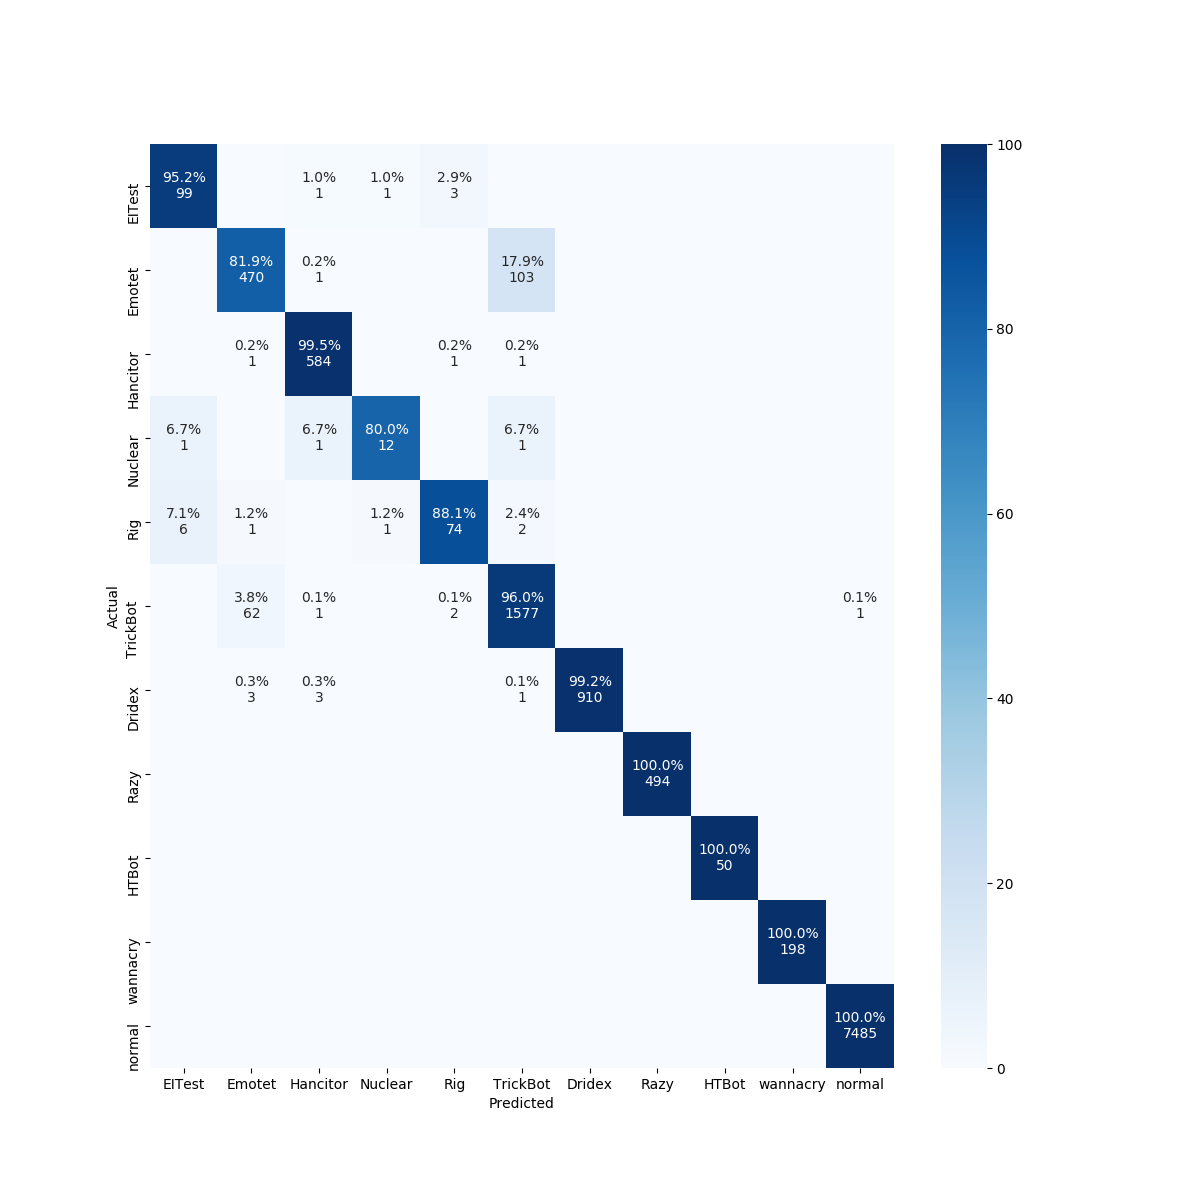 95.2% 1.0% 1.0% 2.9%
99 1 1 3
81.9% 0.2% 17.9%
470 1 103
0.2% 99.5% 0.2% 0.2%
1 584 1 1
6.7% 6.7% 80.0% 6.7%
1 1 12 1
7.1% 1.2% 1.2% 88.1% 2.4%
6 1 1 74 2
3.8% 0.1% 0.1% 96.0% 0.1%
62 1 2 1577 1
0.3% 0.3% 0.1% 99.2%
3 3 1 910
100.0%
494
100.0%
50
100.0%
198
100.0%
7485
EITest
Emotet
Hancitor
Nuclear
Rig
TrickBot
Dridex
Razy
HTBot
wannacry
normal
Actual
EITest Emotet Hancitor Nuclear Rig TrickBot Dridex Razy HTBot wannacry normal
Predicted
100
80
60
40
20
0